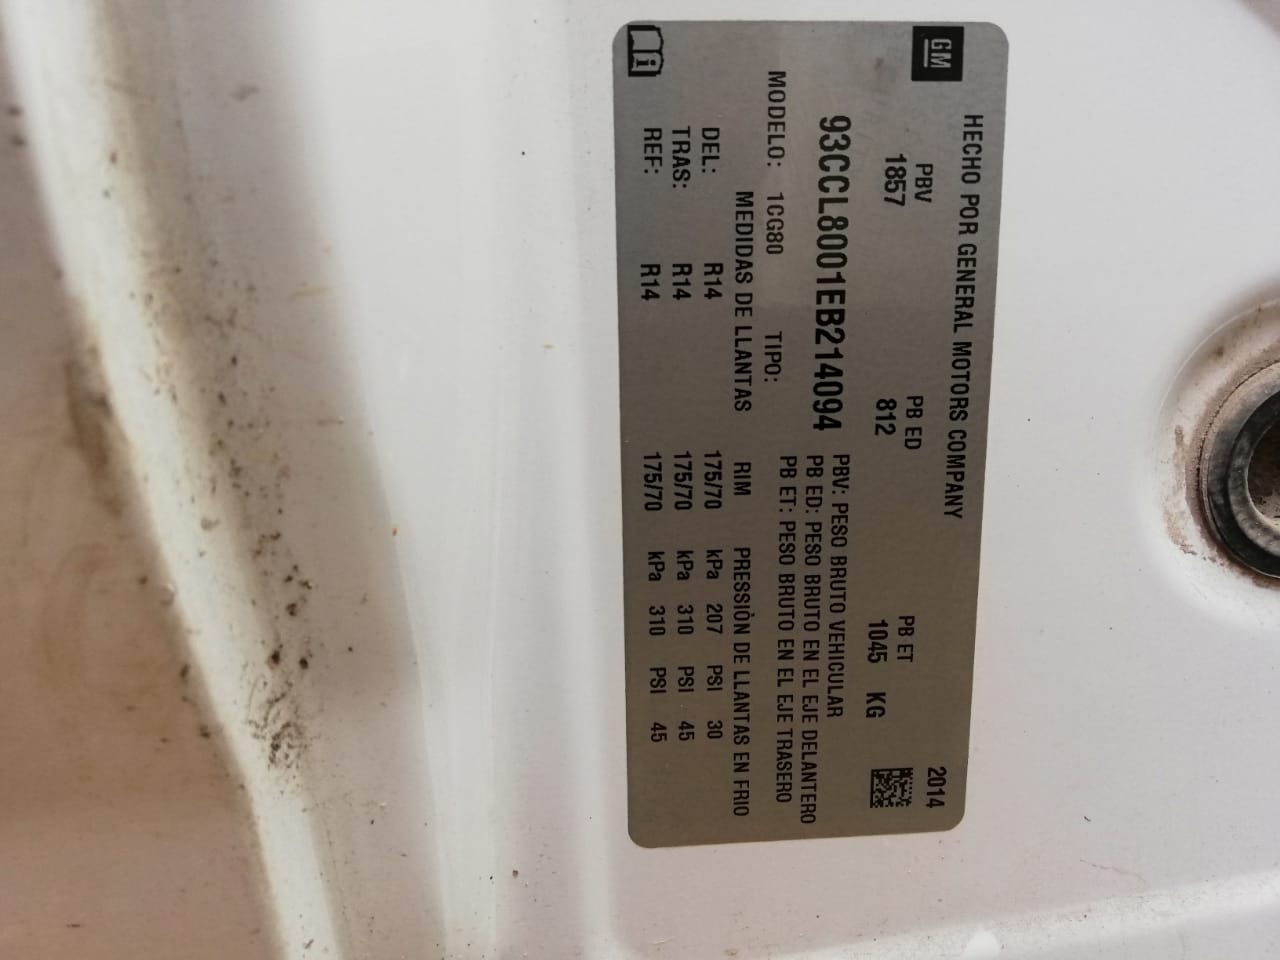 GM
HECHO POR GENERAL MOTORS COMPANY
2014
PBV PB ED PB ET
1857 812 1045 KG
93CCL8001EB214094
PBV: PESO BRUTO VEHICULAR
PB ED: PESO BRUTO EN EL EJE DELANTERO
PB ET: PESO BRUTO EN EL EJE TRASERO
MODELO: 1CG80 TIPO:
MEDIDAS DE LLANTAS RIM PRESSIÒN DE LLANTAS EN FRIO
DEL: R14 175/70 kPa 207 PSI 30
TRAS: R14 175/70 kPa 310 PSI 45
REF: R14 175/70 kPa 310 PSI 45